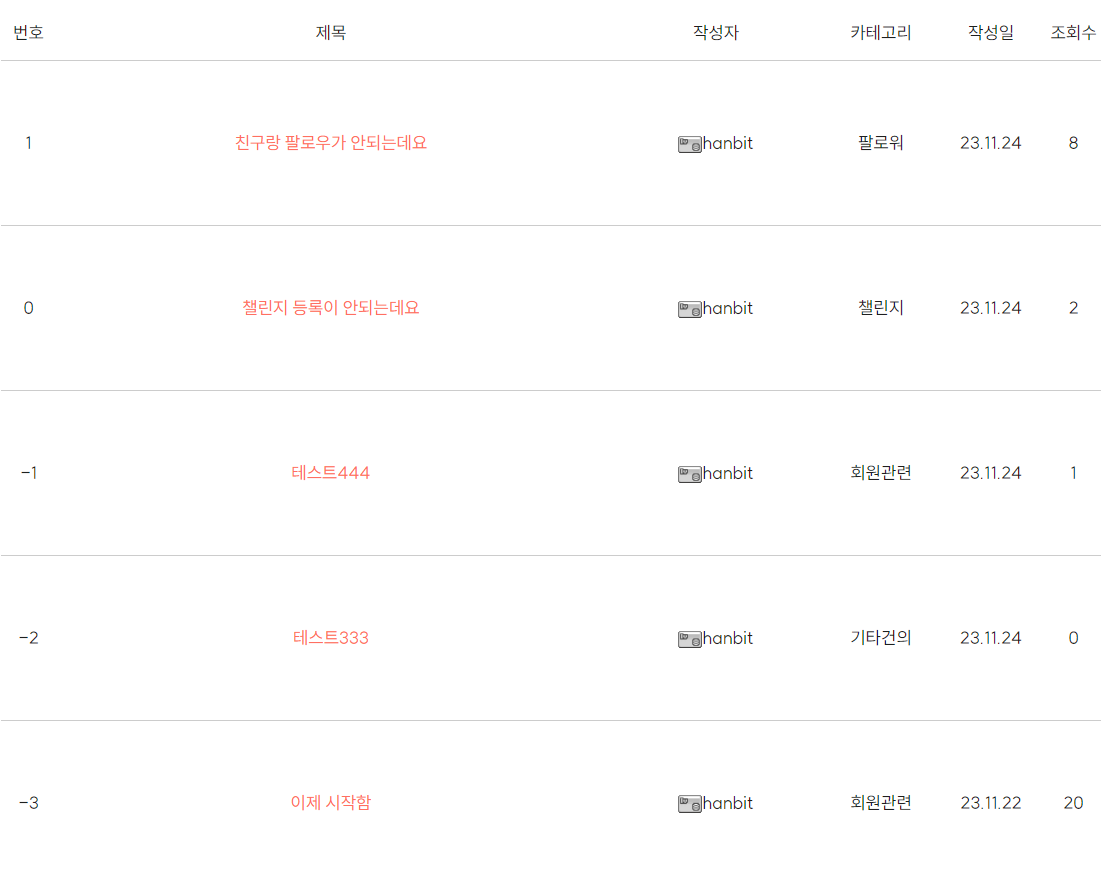 번호 제목 작성자 카테고리 작성일 조회수
1 친구랑 팔로우가 안되는데요 hanbit 팔로워 23.11.24 8
0 챌린지 등록이 안되는데요 hanbit 챌린지 23.11.24 2
-1 테스트444 hanbit 회원관련 23.11.24 1
-2 테스트333 hanbit 기타건의 23.11.24 0
-3 이제 시작함 hanbit 회원관련 23.11.22 20